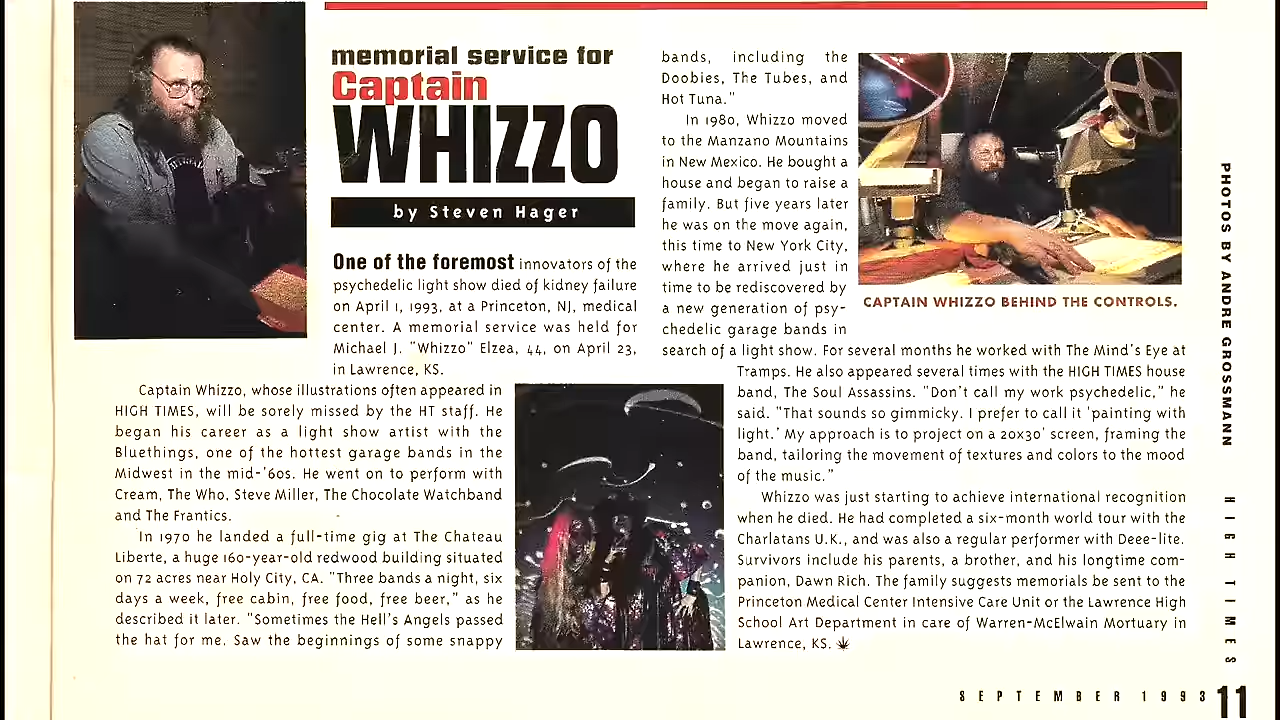 memorial service for
Captain
WHIZZO
by Steven Hager
One of the foremost innovators of the
psychedelic light show died of kidney failure
on April 1, 1993, at a Princeton, NJ, medical
center. A memorial service was held for
Michael J. "Whizzo" Elzea, 44, on April 23,
in Lawrence, KS.
Captain Whizzo, whose illustrations often appeared in
HIGH TIMES, will be sorely missed by the HT staff. He
began his career as a light show artist with the
Bluethings, one of the hottest garage bands in the
Midwest in the mid-'60s. He went on to perform with
Cream, The Who, Steve Miller, The Chocolate Watchband
and The Frantics.
In 1970 he landed a full-time gig at The Chateau
Liberte, a huge 160-year-old redwood building situated
on 72 acres near Holy City, CA. "Three bands a night, six
days a week, free cabin, free food, free beer," as he
described it later. "Sometimes the Hell's Angels passed
the hat for me. Saw the beginnings of some snappy
bands, including the
Doobies, The Tubes, and
Hot Tuna."
In 1980, Whizzo moved
to the Manzano Mountains
in New Mexico. He bought a
house and began to raise a
family. But five years later
he was on the move again,
this time to New York City,
where he arrived just in
time to be rediscovered by
a new generation of psy-
chedelic garage bands in
search of a light show. For several months he worked with The Mind's Eye at
Tramps. He also appeared several times with the HIGH TIMES house
band, The Soul Assassins. "Don't call my work psychedelic," he
said. "That sounds so gimmicky. I prefer to call it 'painting with
light.' My approach is to project on a 20x30' screen, framing the
band, tailoring the movement of textures and colors to the mood
of the music."
Whizzo was just starting to achieve international recognition
when he died. He had completed a six-month world tour with the
Charlatans U.K., and was also a regular performer with Deee-lite.
Survivors include his parents, a brother, and his longtime com-
panion, Dawn Rich. The family suggests memorials be sent to the
Princeton Medical Center Intensive Care Unit or the Lawrence High
School Art Department in care of Warren-McElwain Mortuary in
Lawrence, KS.
CAPTAIN WHIZZO BEHIND THE CONTROLS.
PHOTOS BY ANDRE GROSSMANN
HIGH TIMES
SEPTEMBER 1993 11